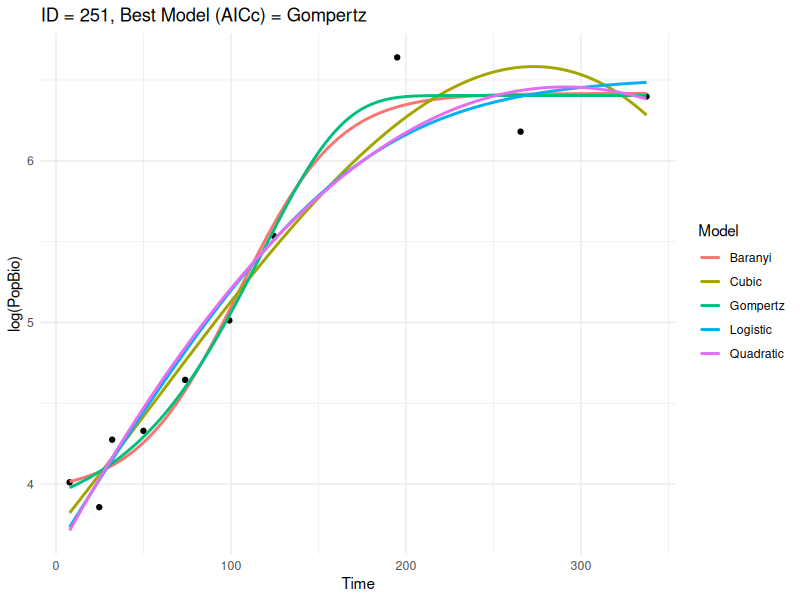 ID = 251, Best Model (AICc) = Gompertz
log(PopBio)
6
5
4
0 100 200 300
Time
Model
Baranyi
Cubic
Gompertz
Logistic
Quadratic